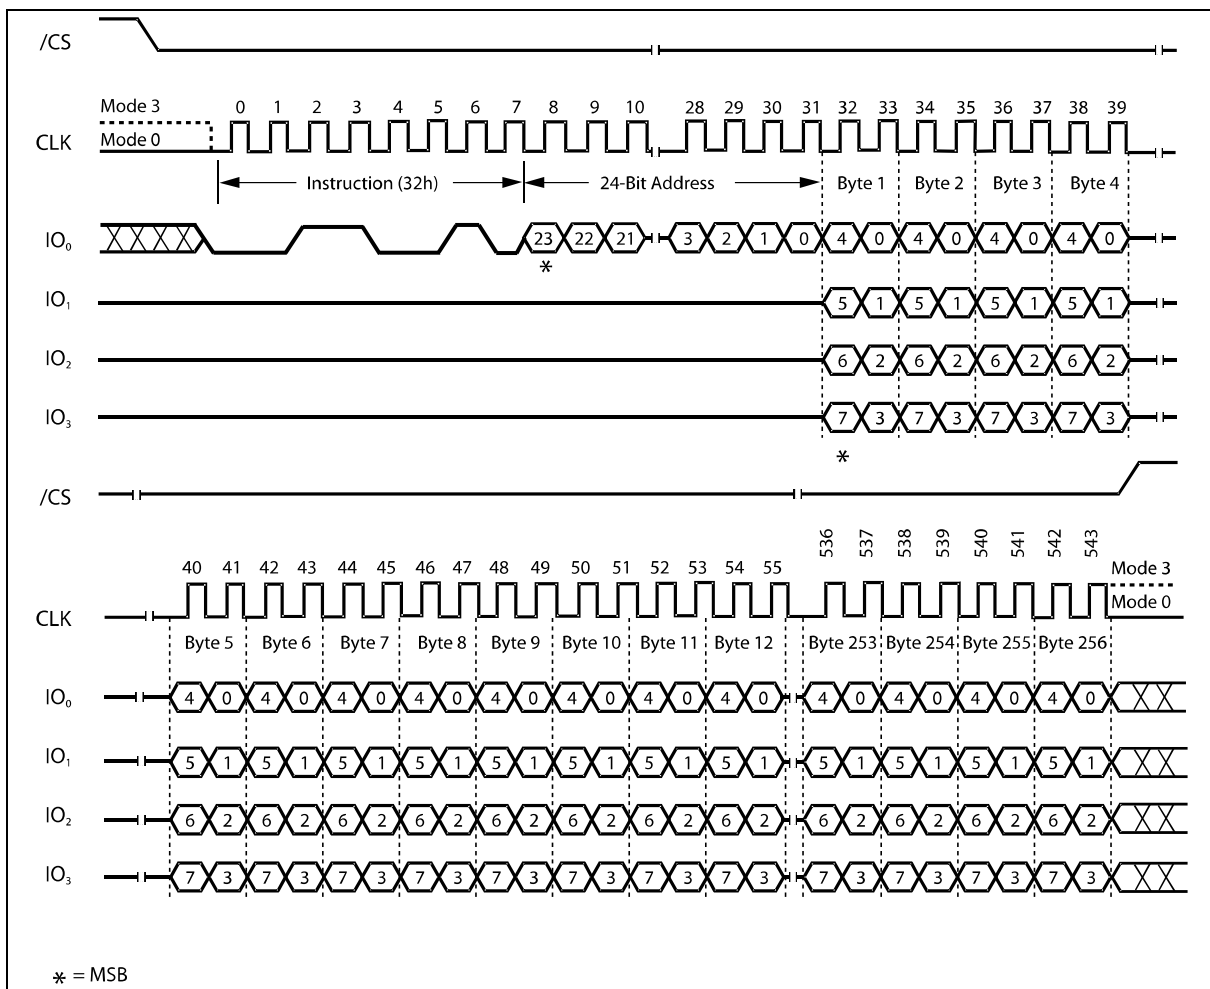 /CS
Mode 3
0 1 2 3 4 5 6 7 8 9 10 28 29 30 31 32 33 34 35 36 37 38 39
CLK
Mode 0
Instruction (32h) 24-Bit Address Byte 1 Byte 2 Byte 3 Byte 4
IO₀ 23 22 21 3 2 1 0 4 0 4 0 4 0 4 0
*
IO₁ 5 1 5 1 5 1 5 1
IO₂ 6 2 6 2 6 2 6 2
IO₃ 7 3 7 3 7 3 7 3
*
/CS
40 41 42 43 44 45 46 47 48 49 50 51 52 53 54 55 536 537 538 539 540 541 542 543
Mode 3
CLK
Mode 0
Byte 5 Byte 6 Byte 7 Byte 8 Byte 9 Byte 10 Byte 11 Byte 12 Byte 253 Byte 254 Byte 255 Byte 256
IO₀ 4 0 4 0 4 0 4 0 4 0 4 0 4 0 4 0 4 0 4 0 4 0 4 0
IO₁ 5 1 5 1 5 1 5 1 5 1 5 1 5 1 5 1 5 1 5 1 5 1 5 1
IO₂ 6 2 6 2 6 2 6 2 6 2 6 2 6 2 6 2 6 2 6 2 6 2 6 2
IO₃ 7 3 7 3 7 3 7 3 7 3 7 3 7 3 7 3 7 3 7 3 7 3 7 3
* = MSB